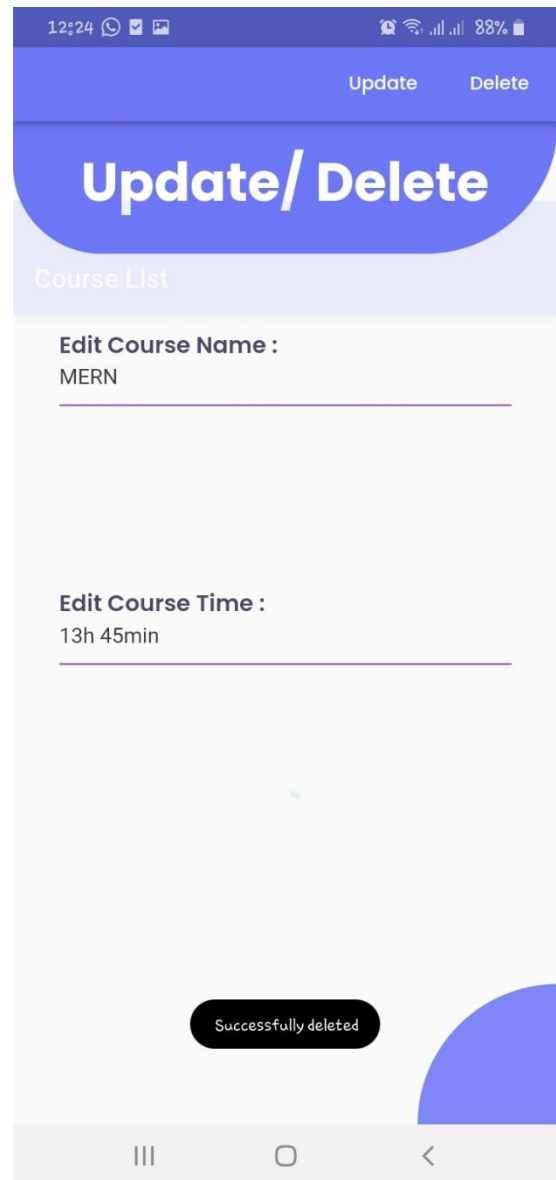 12:24 88%
Update Delete
Update/ Delete
Course List
Edit Course Name :
MERN
Edit Course Time :
13h 45min
Successfully deleted